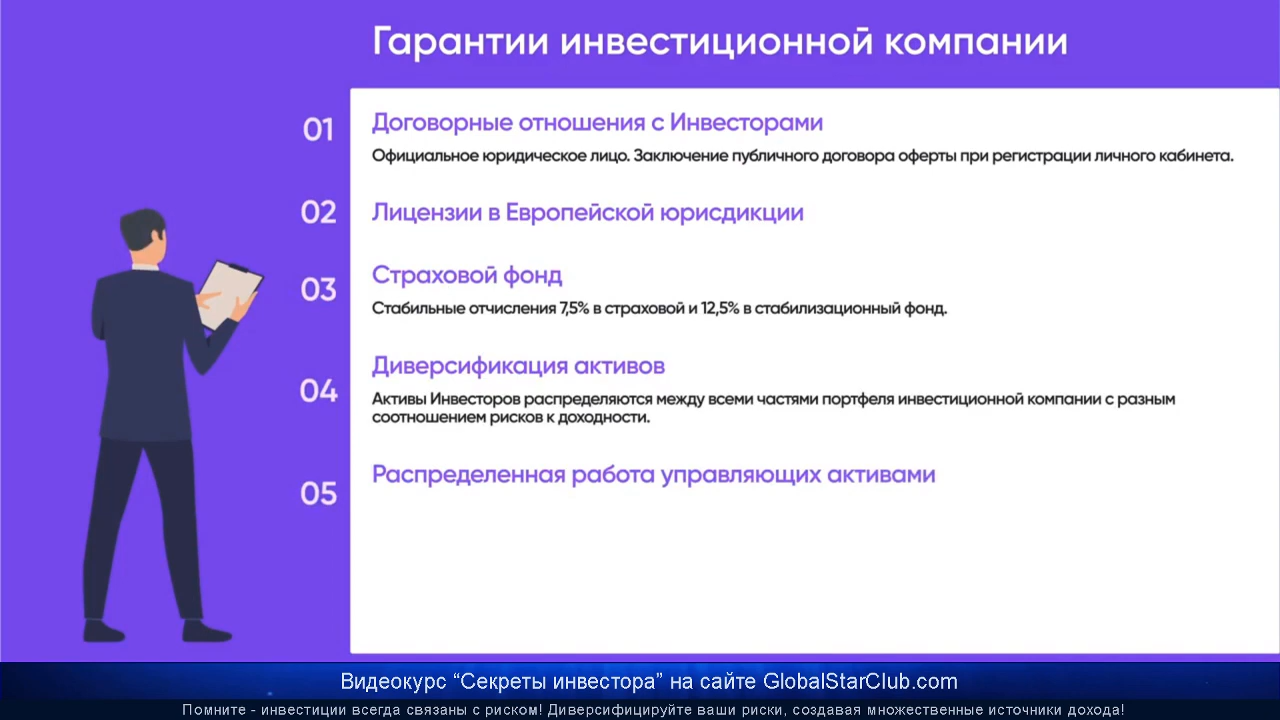 Гарантии инвестиционной компании
01
Договорные отношения с Инвесторами
Официальное юридическое лицо. Заключение публичного договора оферты при регистрации личного кабинета.
02
Лицензии в Европейской юрисдикции
03
Страховой фонд
Стабильные отчисления 7,5% в страховой и 12,5% в стабилизационный фонд.
04
Диверсификация активов
Активы Инвесторов распределяются между всеми частями портфеля инвестиционной компании с разным
соотношением рисков к доходности.
05
Распределенная работа управляющих активами
Видеокурс “Секреты инвестора” на сайте GlobalStarClub.com
Помните - инвестиции всегда связаны с риском! Диверсифицируйте ваши риски, создавая множественные источники дохода!